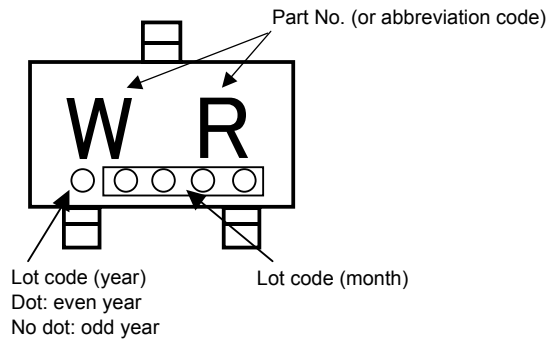 Part No. (or abbreviation code)
W R
Lot code (year)
Dot: even year
No dot: odd year
Lot code (month)